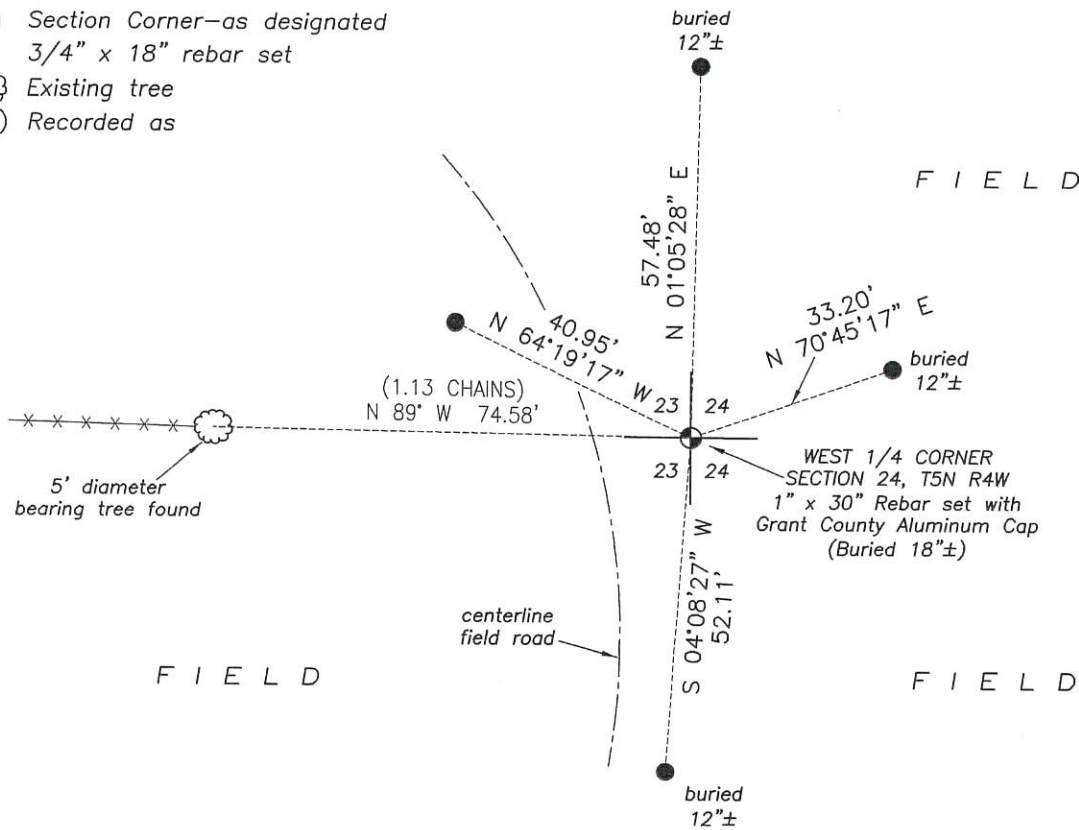 Section Corner—as designated
3/4" x 18" rebar set
Existing tree
Recorded as
buried
12"±
FIELD
57.48'
N 01°05'28" E
40.95'
N 64°19'17" W
33.20'
N 70°45'17" E
buried
12"±
(1.13 CHAINS)
N 89° W 74.58'
23 24
23 24
5' diameter
bearing tree found
WEST 1/4 CORNER
SECTION 24, T5N R4W
1" x 30" Rebar set with
Grant County Aluminum Cap
(Buried 18"±)
S 04°08'27" W
52.11'
centerline
field road
FIELD
FIELD
buried
12"±